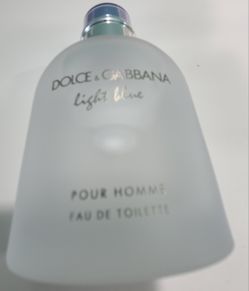 DOLCE & GABBANA
light blue
POUR HOMME
EAU DE TOILETTE